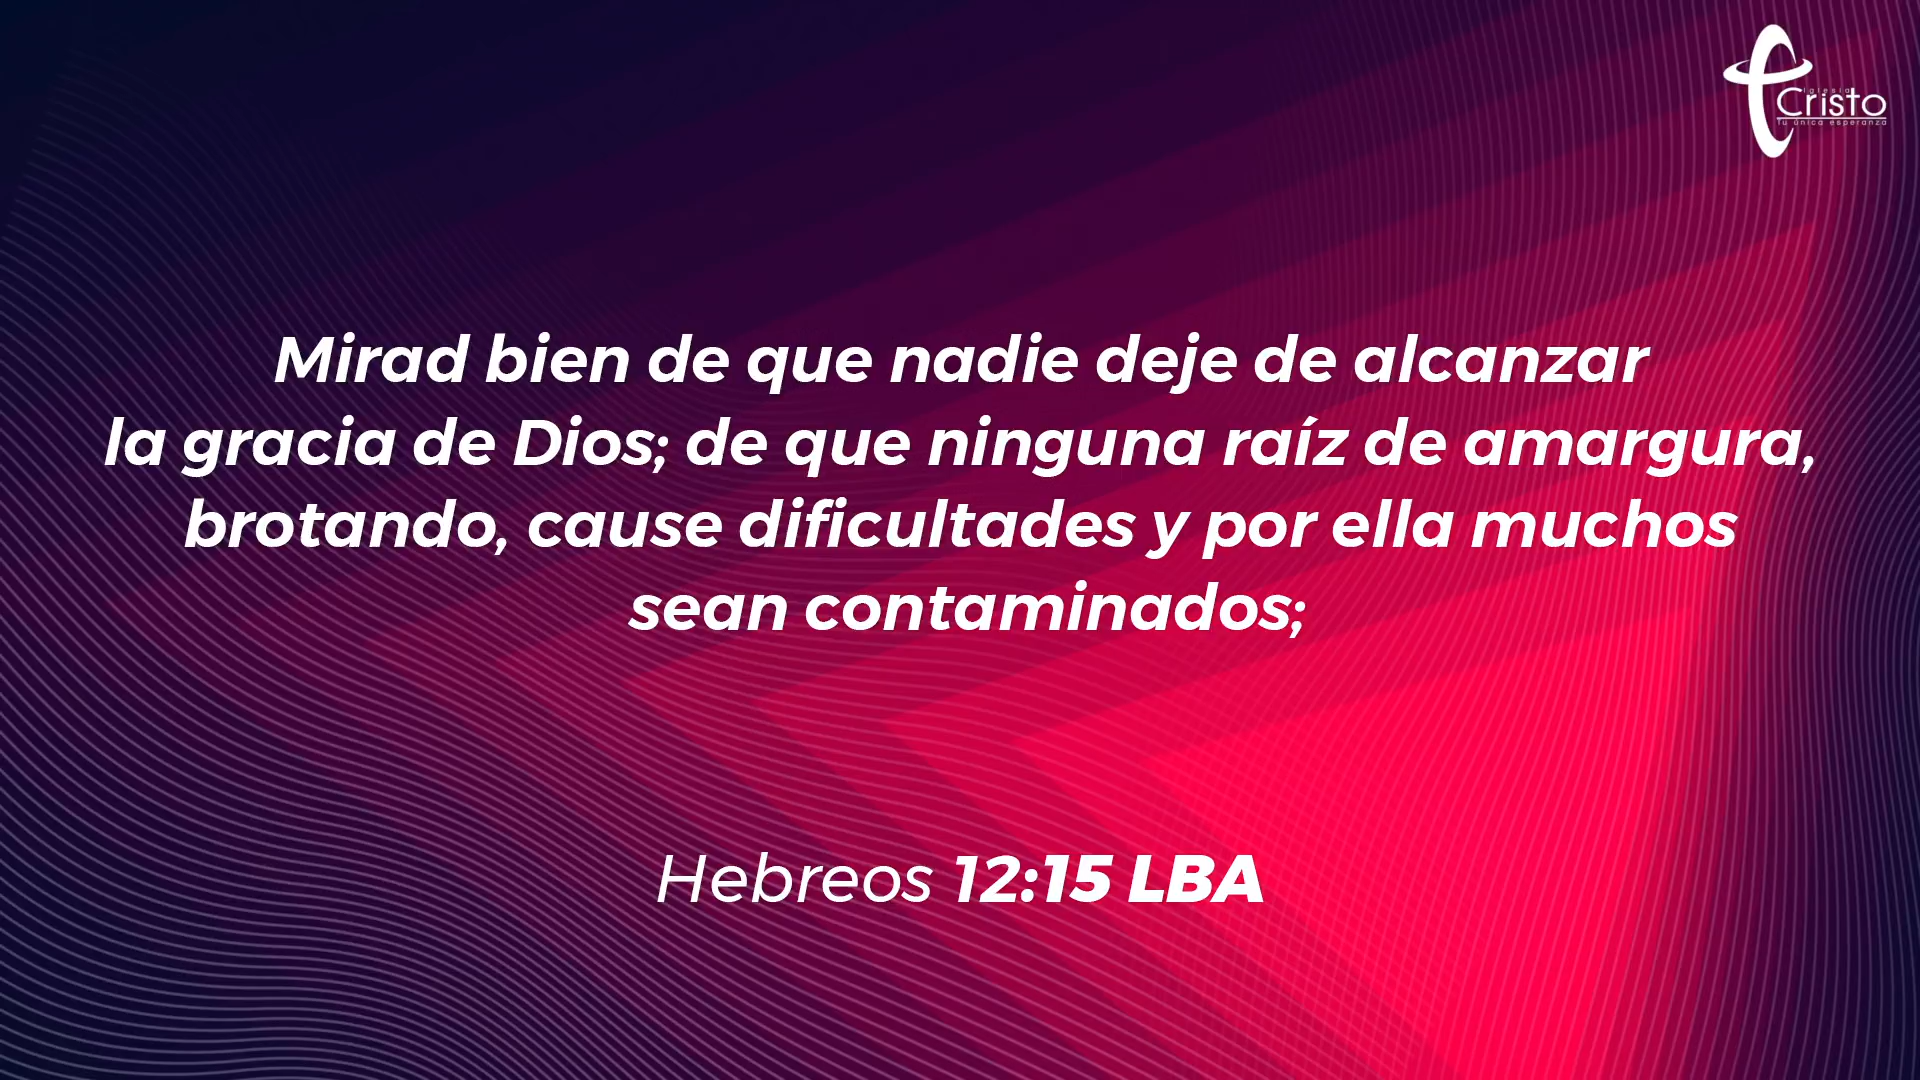 Iglesia
Cristo
Tu única esperanza
Mirad bien de que nadie deje de alcanzar
la gracia de Dios; de que ninguna raíz de amargura,
brotando, cause dificultades y por ella muchos
sean contaminados;
Hebreos 12:15 LBA